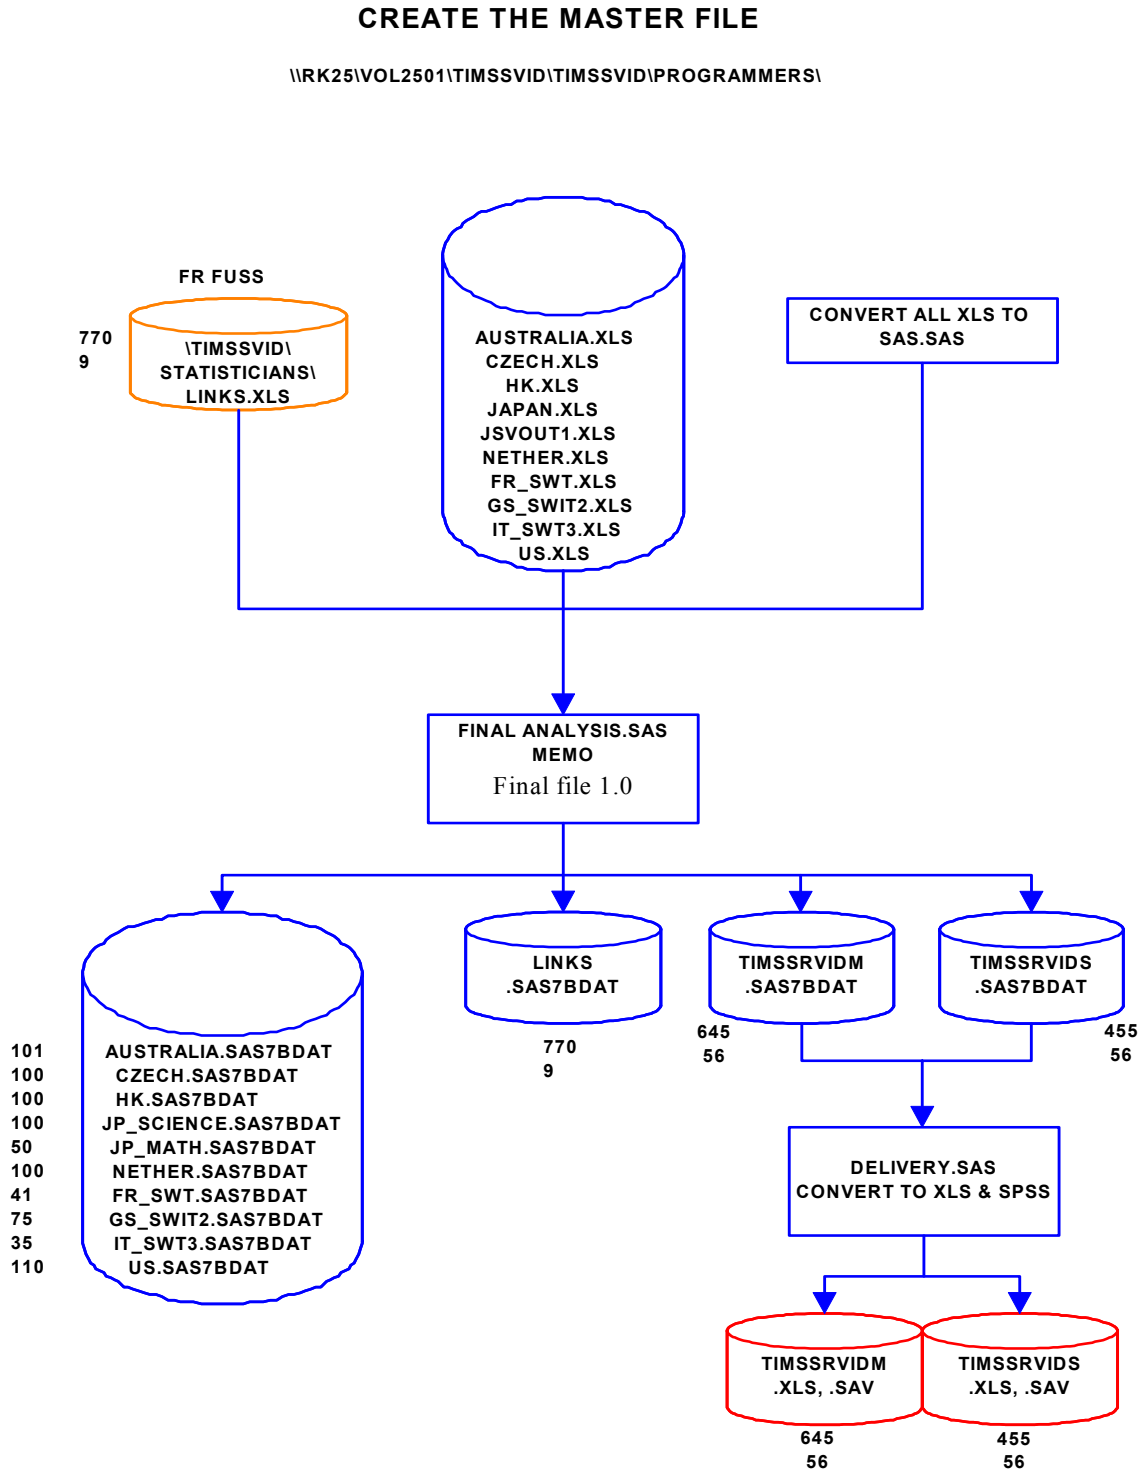 CREATE THE MASTER FILE
\\RK25\VOL2501\TIMSSVID\TIMSSVID\PROGRAMMERS\
FR FUSS
770
9
\TIMSSVID\
STATISTICIANS\
LINKS.XLS
AUSTRALIA.XLS
CZECH.XLS
HK.XLS
JAPAN.XLS
JSVOUT1.XLS
NETHER.XLS
FR_SWT.XLS
GS_SWIT2.XLS
IT_SWT3.XLS
US.XLS
CONVERT ALL XLS TO
SAS.SAS
FINAL ANALYSIS.SAS
MEMO
Final file 1.0
101 AUSTRALIA.SAS7BDAT
100 CZECH.SAS7BDAT
100 HK.SAS7BDAT
100 JP_SCIENCE.SAS7BDAT
50 JP_MATH.SAS7BDAT
100 NETHER.SAS7BDAT
41 FR_SWT.SAS7BDAT
75 GS_SWIT2.SAS7BDAT
35 IT_SWT3.SAS7BDAT
110 US.SAS7BDAT
LINKS
.SAS7BDAT
770
9
TIMSSRVIDM
.SAS7BDAT
645
56
TIMSSRVIDS
.SAS7BDAT
455
56
DELIVERY.SAS
CONVERT TO XLS & SPSS
TIMSSRVIDM
.XLS, .SAV
645
56
TIMSSRVIDS
.XLS, .SAV
455
56